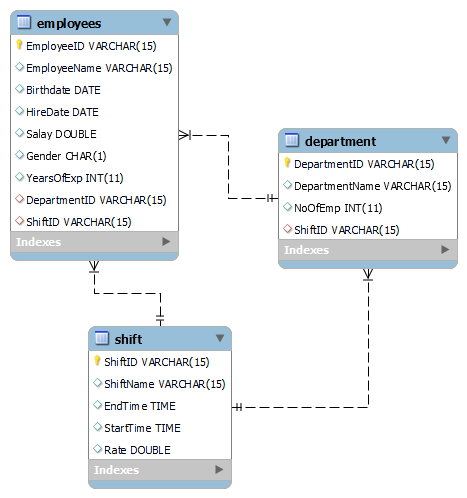 employees
EmployeeID VARCHAR(15)
EmployeeName VARCHAR(15)
Birthdate DATE
HireDate DATE
Salay DOUBLE
Gender CHAR(1)
YearsOfExp INT(11)
DepartmentID VARCHAR(15)
ShiftID VARCHAR(15)
Indexes
department
DepartmentID VARCHAR(15)
DepartmentName VARCHAR(15)
NoOfEmp INT(11)
ShiftID VARCHAR(15)
Indexes
shift
ShiftID VARCHAR(15)
ShiftName VARCHAR(15)
EndTime TIME
StartTime TIME
Rate DOUBLE
Indexes